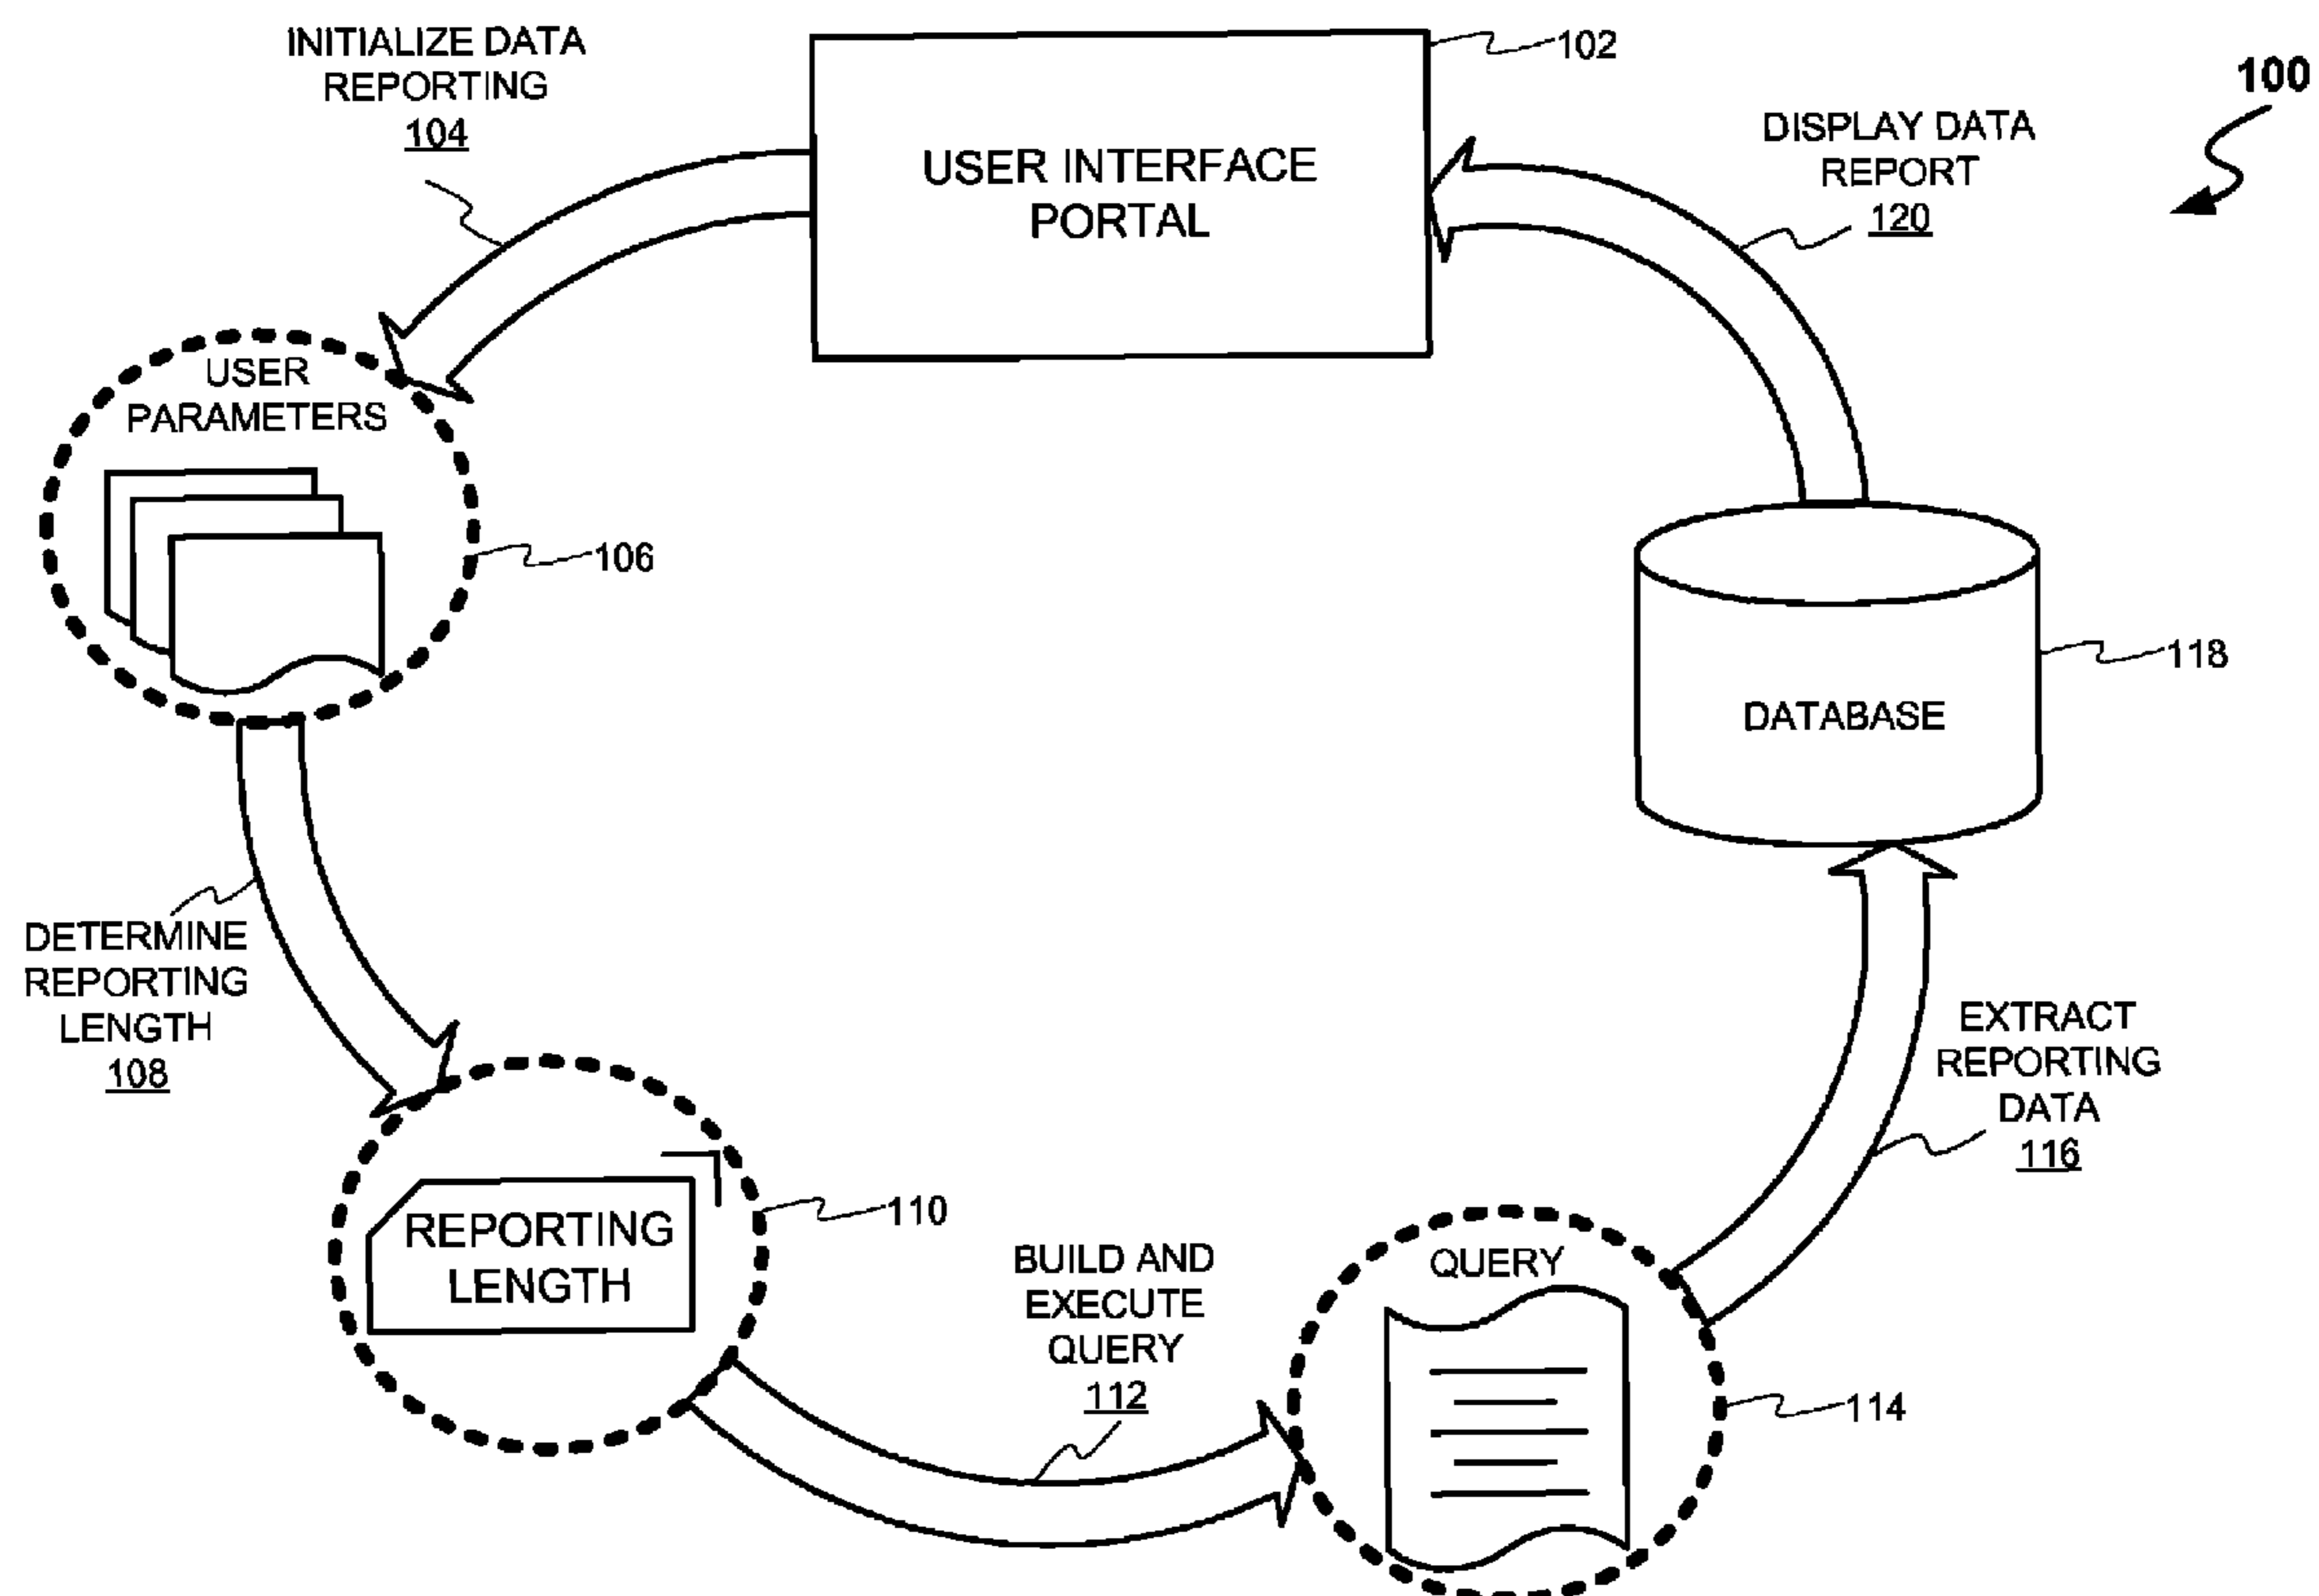 INITIALIZE DATA
REPORTING
104
USER INTERFACE
PORTAL
102
100
DISPLAY DATA
REPORT
120
USER
PARAMETERS
106
118
DATABASE
DETERMINE
REPORTING
LENGTH
108
EXTRACT
REPORTING
DATA
116
REPORTING
LENGTH
110
BUILD AND
EXECUTE
QUERY
112
QUERY
114